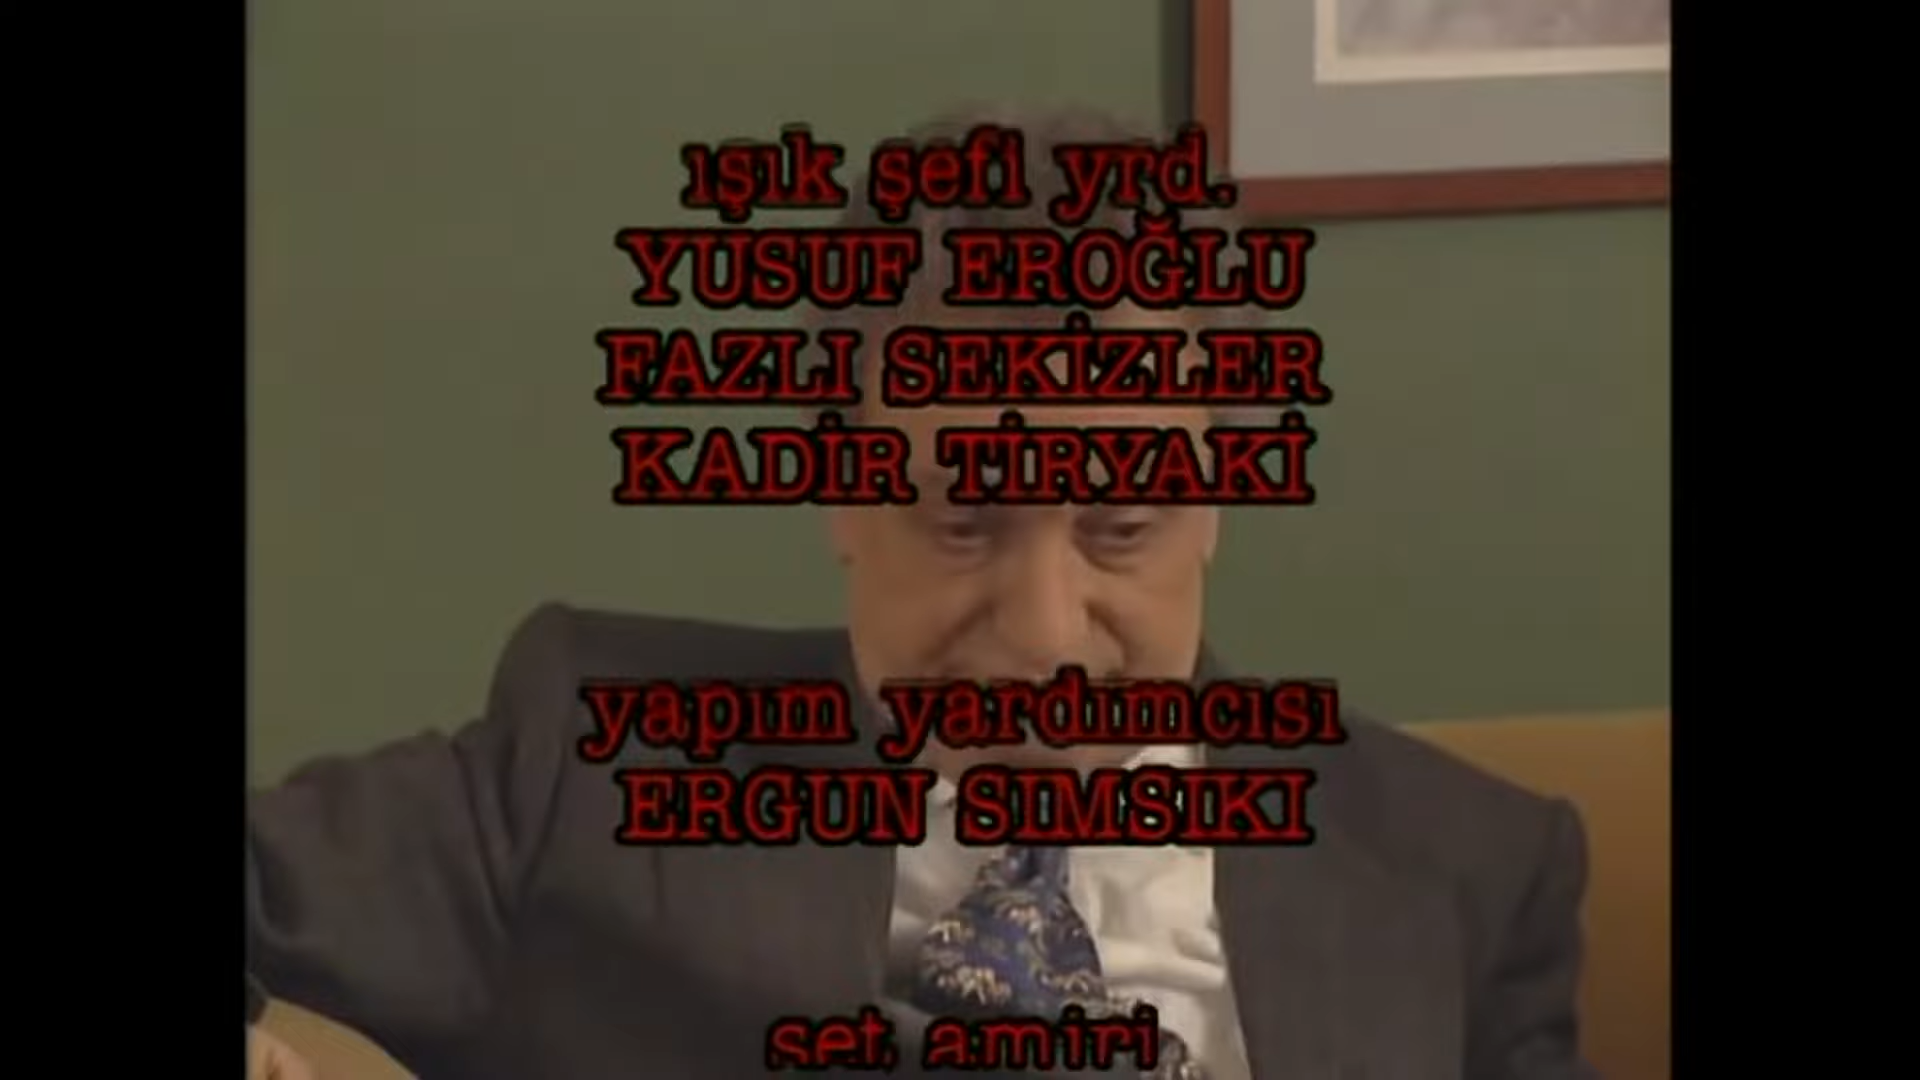 ışık şefi yrd.
YUSUF EROĞLU
FAZLI SEKİZLER
KADİR TİRYAKİ
yapım yardımcısı
ERGUN SIMSIKI
set amiri